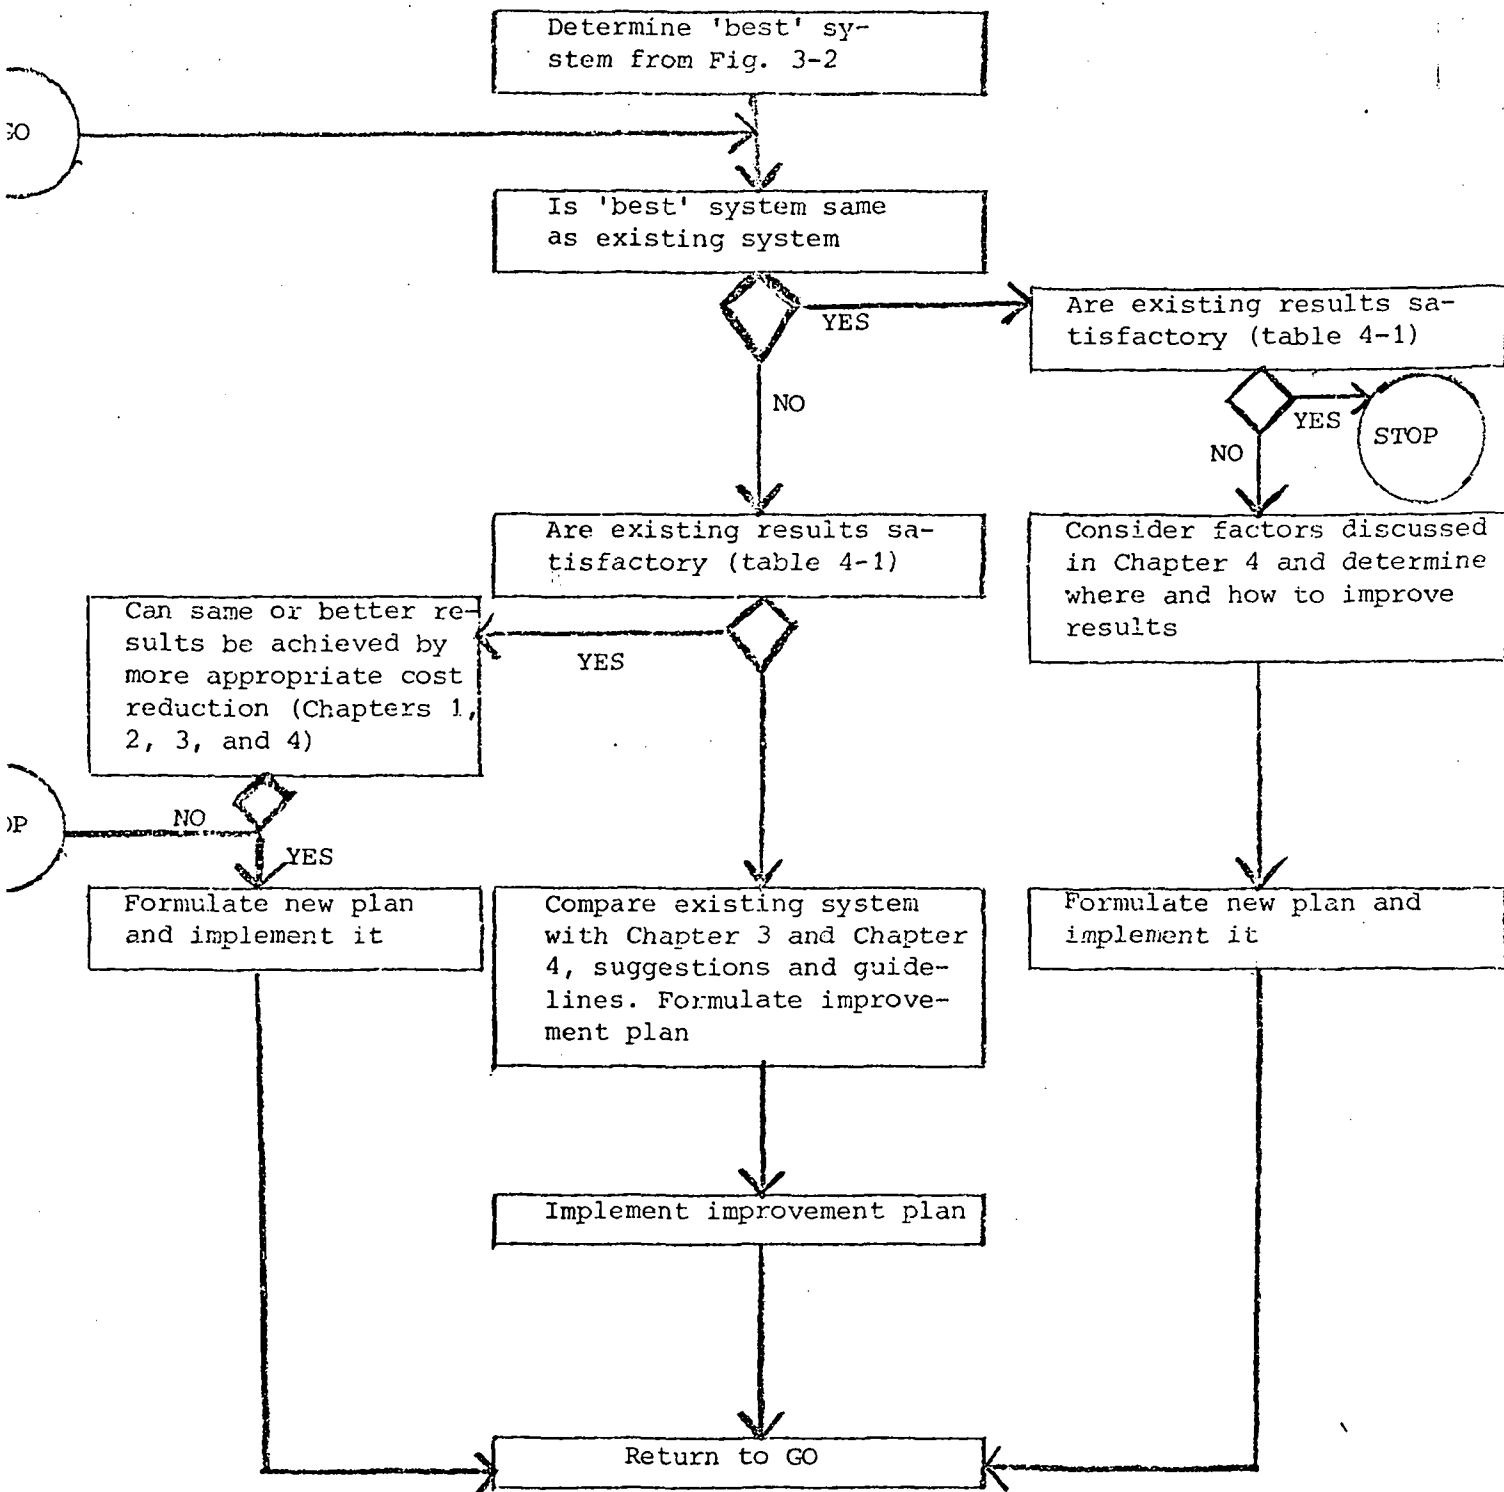 Determine 'best' sy-
stem from Fig. 3-2
GO
Is 'best' system same
as existing system
YES
Are existing results sa-
tisfactory (table 4-1)
NO
YES
STOP
NO
Are existing results sa-
tisfactory (table 4-1)
Consider factors discussed
in Chapter 4 and determine
where and how to improve
results
Can same or better re-
sults be achieved by
more appropriate cost
reduction (Chapters 1,
2, 3, and 4)
YES
NO
OP
YES
Formulate new plan
and implement it
Compare existing system
with Chapter 3 and Chapter
4, suggestions and guide-
lines. Formulate improve-
ment plan
Formulate new plan and
implement it
Implement improvement plan
Return to GO